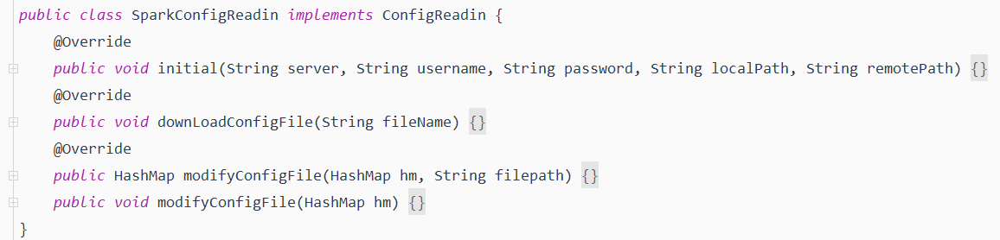 public class SparkConfigReadin implements ConfigReadin {
@Override
public void initial(String server, String username, String password, String localPath, String remotePath) {}
@Override
public void downLoadConfigFile(String fileName) {}
@Override
public HashMap modifyConfigFile(HashMap hm, String filepath) {}
public void modifyConfigFile(HashMap hm) {}
}